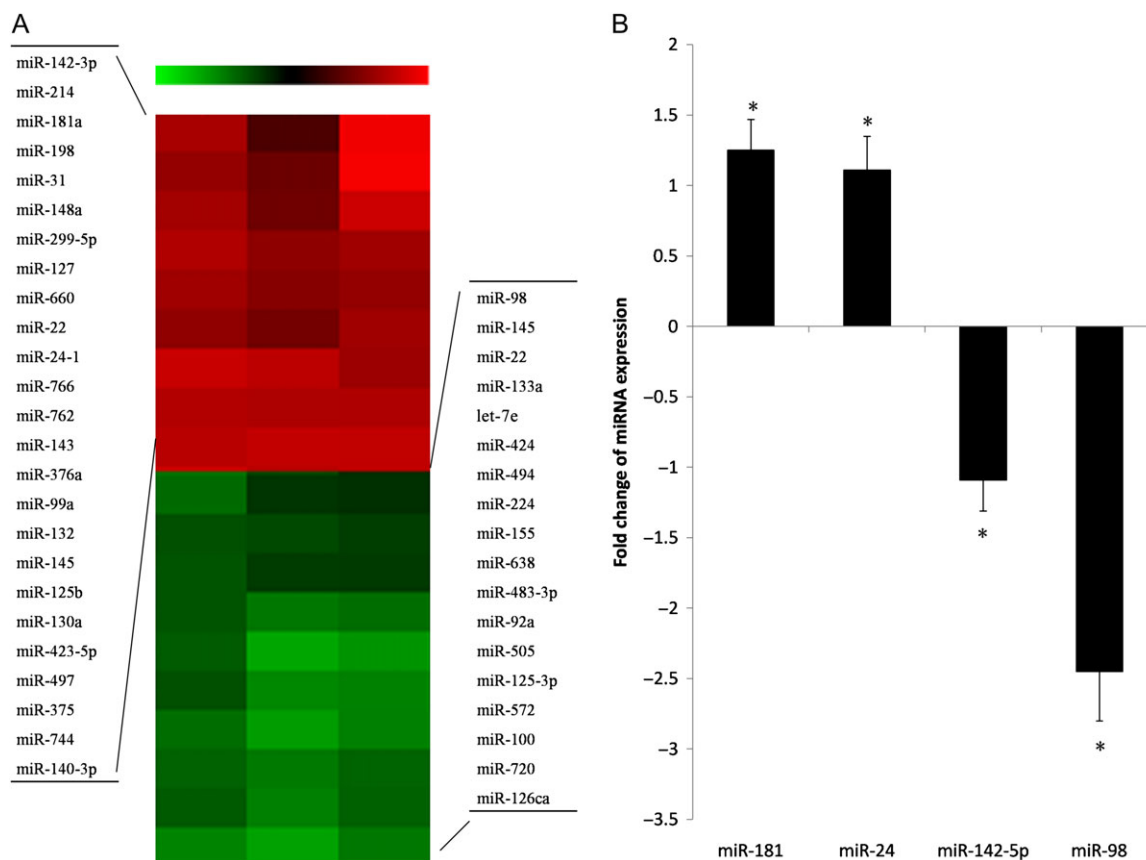 A
miR-142-3p
miR-214
miR-181a
miR-198
miR-31
miR-148a
miR-299-5p
miR-127
miR-660
miR-22
miR-24-1
miR-766
miR-762
miR-143
miR-376a
miR-99a
miR-132
miR-145
miR-125b
miR-130a
miR-423-5p
miR-497
miR-375
miR-744
miR-140-3p
miR-98
miR-145
miR-22
miR-133a
let-7e
miR-424
miR-494
miR-224
miR-155
miR-638
miR-483-3p
miR-92a
miR-505
miR-125-3p
miR-572
miR-100
miR-720
miR-126ca
B
Fold change of miRNA expression
2
1.5
1
0.5
0
–0.5
–1
–1.5
–2
–2.5
–3
–3.5
*
*
*
*
miR-181 miR-24 miR-142-5p miR-98